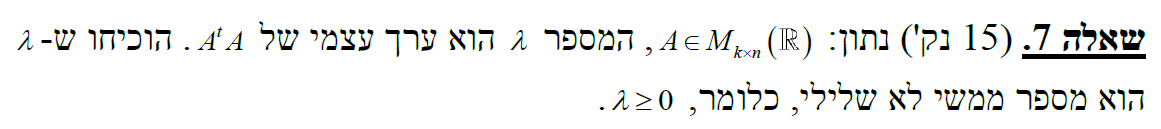 שאלה 7. (15 נק') נתון: A ∈ M_{k×n}(ℝ), המספר λ הוא ערך עצמי של A^t A. הוכיחו ש- λ
הוא מספר ממשי לא שלילי, כלומר, λ ≥ 0.